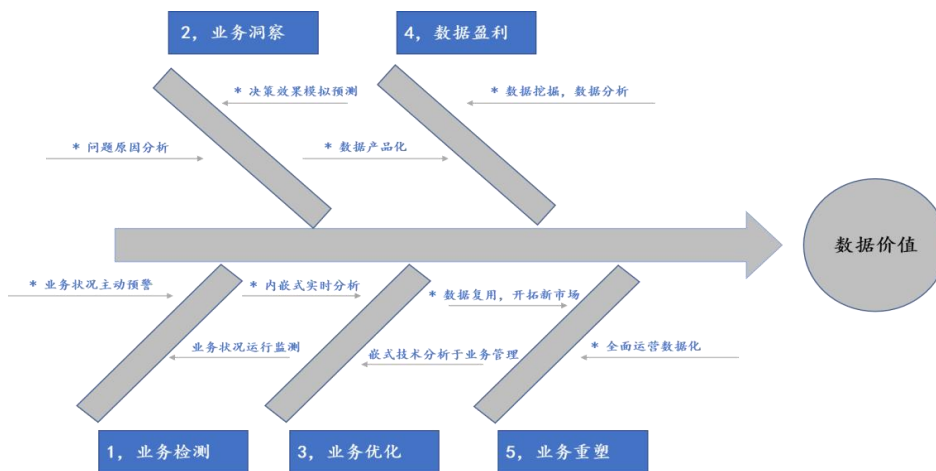 2, 业务洞察
4, 数据盈利
* 决策效果模拟预测
* 数据挖掘, 数据分析
* 问题原因分析
* 数据产品化
数据价值
* 业务状况主动预警
* 内嵌式实时分析
* 数据复用, 开拓新市场
业务状况运行监测
嵌式技术分析于业务管理
* 全面运营数据化
1, 业务检测
3, 业务优化
5, 业务重塑